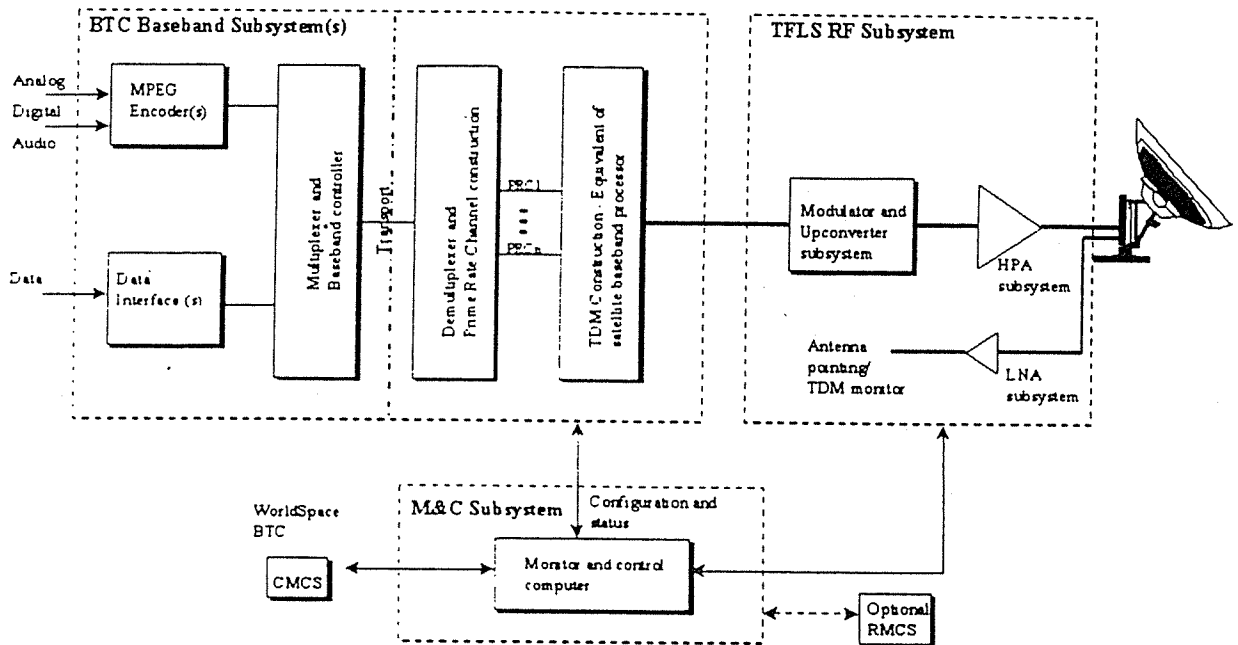 BTC Baseband Subsystem(s)
TFLS RF Subsystem
Analog
Digital
Audio
MPEG
Encoder(s)
Data
Data
Interface (s)
Multiplexer and
Baseband controller
Transport
Demultiplexer and
Prime Rate Channel construction
PRC1
PRCn
TDM Construction - Equivalent of
satellite baseband processor
Modulator and
Upconverter
subsystem
HPA
subsystem
Antenna
pointing/
TDM monitor
LNA
subsystem
M&C Subsystem
Configuration and
status
WorldSpace
BTC
CMCS
Monitor and control
computer
Optional
RMCS